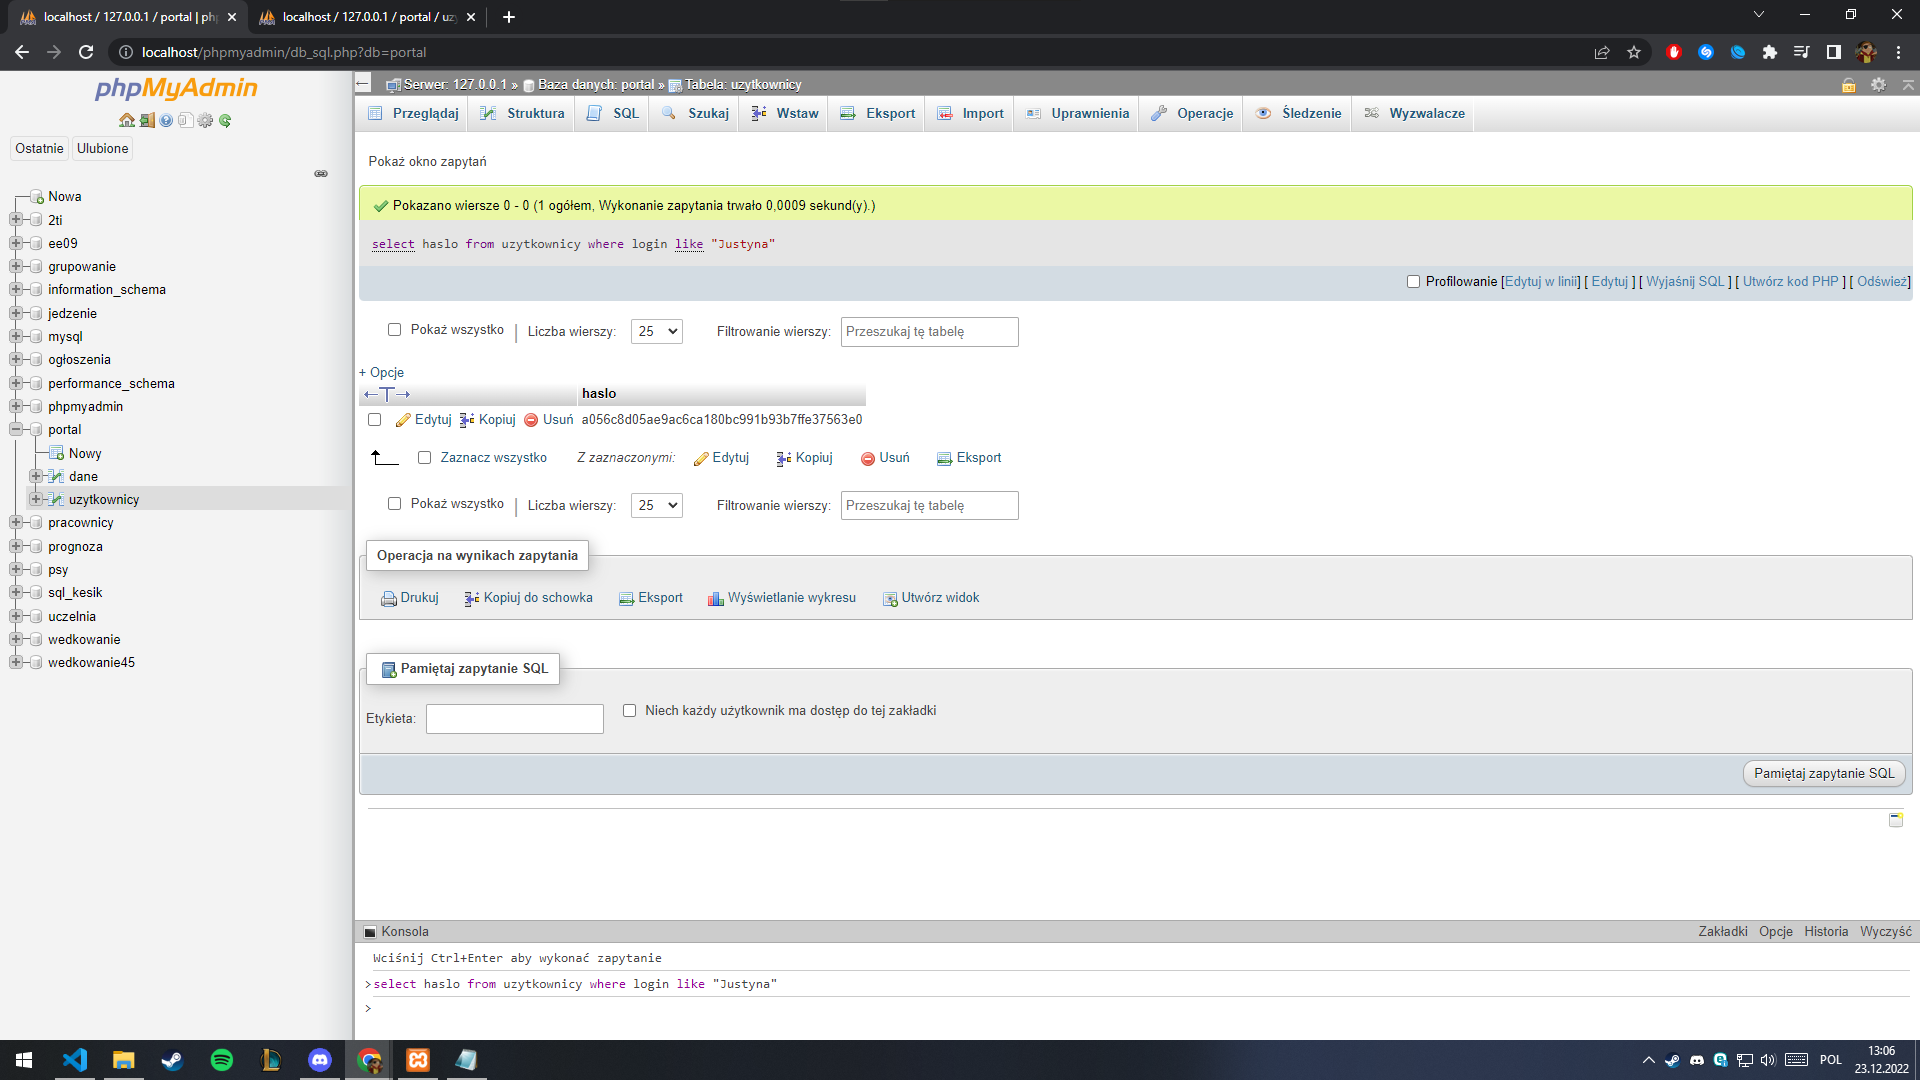 localhost / 127.0.0.1 / portal | php
localhost / 127.0.0.1 / portal / uzy
localhost/phpmyadmin/db_sql.php?db=portal
phpMyAdmin
Ostatnie
Ulubione
Nowa
2ti
ee09
grupowanie
information_schema
jedzenie
mysql
ogłoszenia
performance_schema
phpmyadmin
portal
Nowy
dane
uzytkownicy
pracownicy
prognoza
psy
sql_kesik
uczelnia
wedkowanie
wedkowanie45
Serwer: 127.0.0.1 » Baza danych: portal » Tabela: uzytkownicy
Przeglądaj Struktura SQL Szukaj Wstaw Eksport Import Uprawnienia Operacje Śledzenie Wyzwalacze
Pokaż okno zapytań
Pokazano wiersze 0 - 0 (1 ogółem, Wykonanie zapytania trwało 0,0009 sekund(y).)
select haslo from uzytkownicy where login like "Justyna"
Profilowanie [Edytuj w linii] [ Edytuj ] [ Wyjaśnij SQL ] [ Utwórz kod PHP ] [ Odśwież]
Pokaż wszystko | Liczba wierszy: 25 Filtrowanie wierszy: Przeszukaj tę tabelę
+ Opcje
←T→ haslo
Edytuj Kopiuj Usuń a056c8d05ae9ac6ca180bc991b93b7ffe37563e0
Zaznacz wszystko Z zaznaczonymi: Edytuj Kopiuj Usuń Eksport
Pokaż wszystko | Liczba wierszy: 25 Filtrowanie wierszy: Przeszukaj tę tabelę
Operacja na wynikach zapytania
Drukuj Kopiuj do schowka Eksport Wyświetlanie wykresu Utwórz widok
Pamiętaj zapytanie SQL
Etykieta: Niech każdy użytkownik ma dostęp do tej zakładki
Pamiętaj zapytanie SQL
Konsola Zakładki Opcje Historia Wyczyść
Wciśnij Ctrl+Enter aby wykonać zapytanie
>select haslo from uzytkownicy where login like "Justyna"
>
POL
13:06
23.12.2022